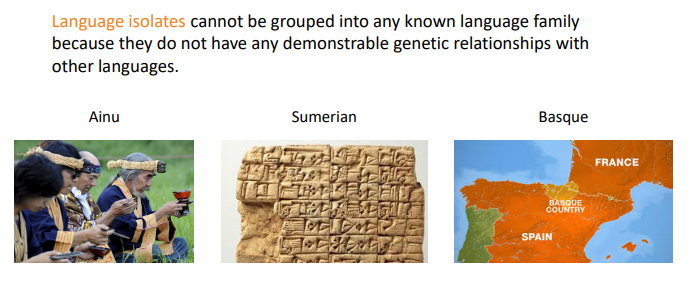 Language isolates cannot be grouped into any known language family
because they do not have any demonstrable genetic relationships with
other languages.
Ainu
Sumerian
Basque
FRANCE
BASQUE
COUNTRY
SPAIN